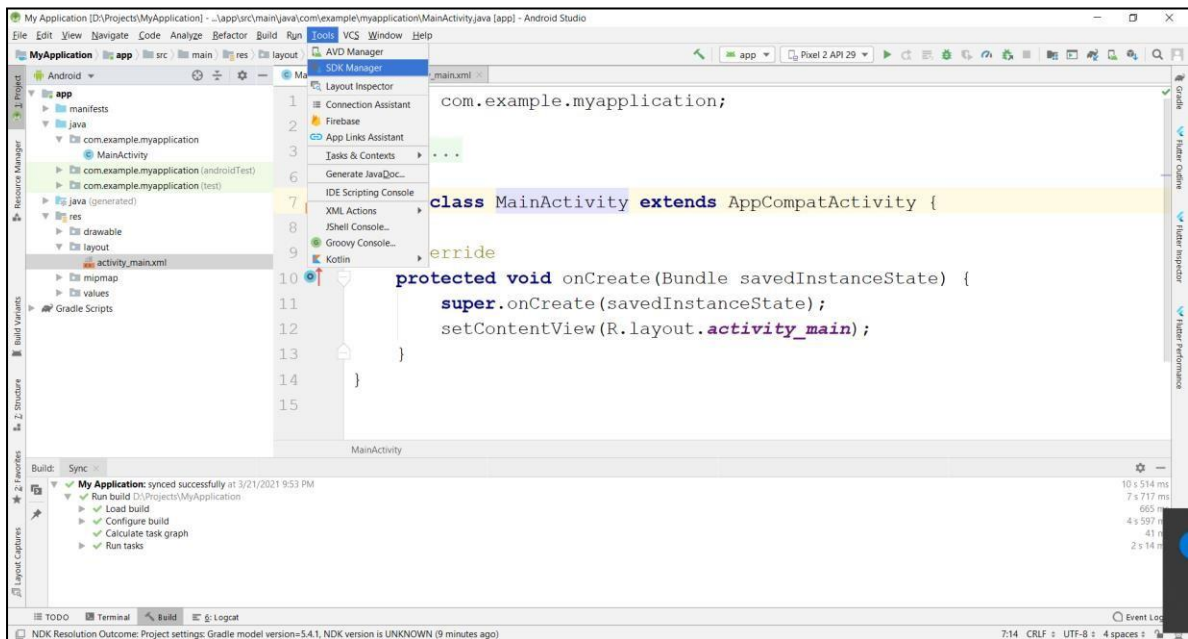 My Application [D:\Projects\MyApplication] - ...\app\src\main\java\com\example\myapplication\MainActivity.java [app] - Android Studio
File Edit View Navigate Code Analyze Refactor Build Run Tools VCS Window Help
MyApplication app src main res layout
app Pixel 2 API 29
AVD Manager
SDK Manager
Layout Inspector
Connection Assistant
Firebase
App Links Assistant
Tasks & Contexts
Generate JavaDoc...
IDE Scripting Console
XML Actions
JShell Console...
Groovy Console...
Kotlin
1: Project
Resource Manager
Build Variants
7: Structure
2: Favorites
Layout Captures
Android
app
manifests
java
com.example.myapplication
MainActivity
com.example.myapplication (androidTest)
com.example.myapplication (test)
java (generated)
res
drawable
layout
activity_main.xml
mipmap
values
Gradle Scripts
Ma
_main.xml
1 com.example.myapplication;
2
3 ...
6
7 class MainActivity extends AppCompatActivity {
8
9 erride
10 protected void onCreate(Bundle savedInstanceState) {
11 super.onCreate(savedInstanceState);
12 setContentView(R.layout.activity_main);
13 }
14 }
15
MainActivity
Gradle
Flutter Outline
Flutter Inspector
Flutter Performance
Build: Sync
My Application: synced successfully at 3/21/2021 9:53 PM 10 s 514 ms
Run build D:\Projects\MyApplication 7 s 717 ms
Load build 665 m
Configure build 4 s 597 m
Calculate task graph 41 m
Run tasks 2 s 14 m
TODO Terminal Build 6: Logcat Event Log
NDK Resolution Outcome: Project settings: Gradle model version=5.4.1, NDK version is UNKNOWN (9 minutes ago) 7:14 CRLF UTF-8 4 spaces